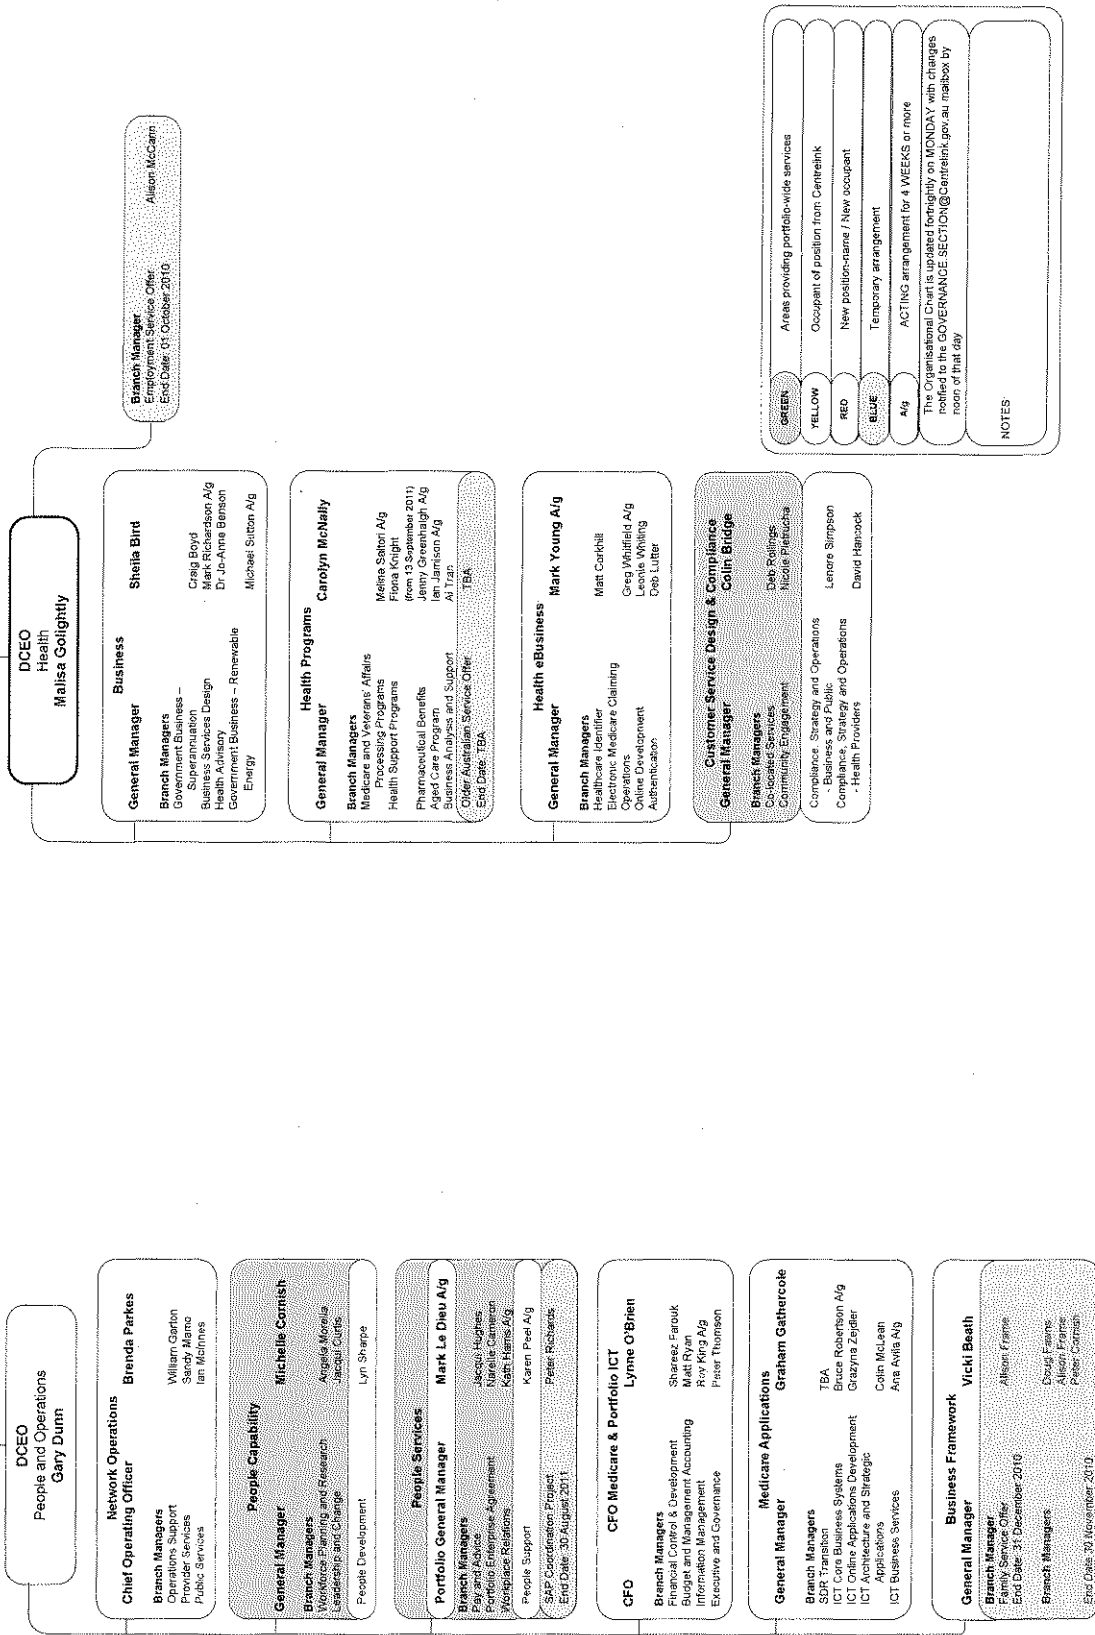 DCEO
People and Operations
Gary Dunn
Network Operations
Chief Operating Officer Brenda Parkes
Branch Managers
Operations Support William Garton
Provider Services Sandy Mamo
Public Services Ian McInnes
People Capability
General Manager Michelle Cornish
Branch Managers
Workforce Planning and Research Angela Morella
Leadership and Change Jacqui Curtis
People Development Lyn Sharpe
People Services
Portfolio General Manager Mark Le Dieu A/g
Branch Managers
Pay and Advice Jacqui Hughes
Portfolio Enterprise Agreement Narelle Cameron
Workplace Relations Kath Harris A/g
People Support Karen Peel A/g
SAP Coordination Project Peter Richards
End Date: 30 August 2011
CFO Medicare & Portfolio ICT
CFO Lynne O'Brien
Branch Managers
Financial Control & Development Shareez Farouk
Budget and Management Accounting Matt Ryan
Information Management Roy King A/g
Executive and Governance Peter Thomson
Medicare Applications
General Manager Graham Gathercole
Branch Managers
SDR Transition TBA
ICT Core Business Systems Bruce Robertson A/g
ICT Online Applications Development Grazyna Zejdler
ICT Architecture and Strategic
Applications Colin McLean
ICT Business Services Ana Avila A/g
Business Framework
General Manager Vicki Beath
Branch Manager
Family Service Offer Allison Frame
End Date: 31 December 2010
Branch Managers Doug Fawns
Alison Frame
Peter Cornish
End Date 30 November 2010
DCEO
Health
Malisa Golightly
Business
General Manager Sheila Bird
Branch Managers
Government Business –
Superannuation Craig Boyd
Business Services Design Mark Richardson A/g
Health Advisory Dr Jo-Anne Benson
Government Business – Renewable
Energy Michael Sutton A/g
Health Programs
General Manager Carolyn McNally
Branch Managers
Medicare and Veterans' Affairs
Processing Programs Melina Saltori A/g
Health Support Programs Fiona Knight
(from 13 September 2011)
Pharmaceutical Benefits Jenny Greenhalgh A/g
Aged Care Program Ian Jamison A/g
Business Analysis and Support Ai Tran
Older Australian Service Offer TBA
End Date: TBA
Health eBusiness
General Manager Mark Young A/g
Branch Managers
Healthcare Identifier Matt Corkhill
Electronic Medicare Claiming
Operations Greg Whitfield A/g
Online Development Leonie Whiting
Authentication Deb Lutter
Customer Service Design & Compliance
General Manager Colin Bridge
Branch Managers
Co-located Services Deb Rollings
Community Engagement Nicole Pietrucha
Compliance, Strategy and Operations
- Business and Public Lenore Simpson
Compliance, Strategy and Operations
- Health Providers David Hancock
Branch Manager
Employment Service Offer Alison McCann
End Date: 01 October 2010
GREEN Areas providing portfolio-wide services
YELLOW Occupant of position from Centrelink
RED New position-name / New occupant
BLUE Temporary arrangement
A/g ACTING arrangement for 4 WEEKS or more
The Organisational Chart is updated fortnightly on MONDAY with changes
notified to the GOVERNANCE.SECTION@Centrelink.gov.au mailbox by
noon of that day
NOTES: